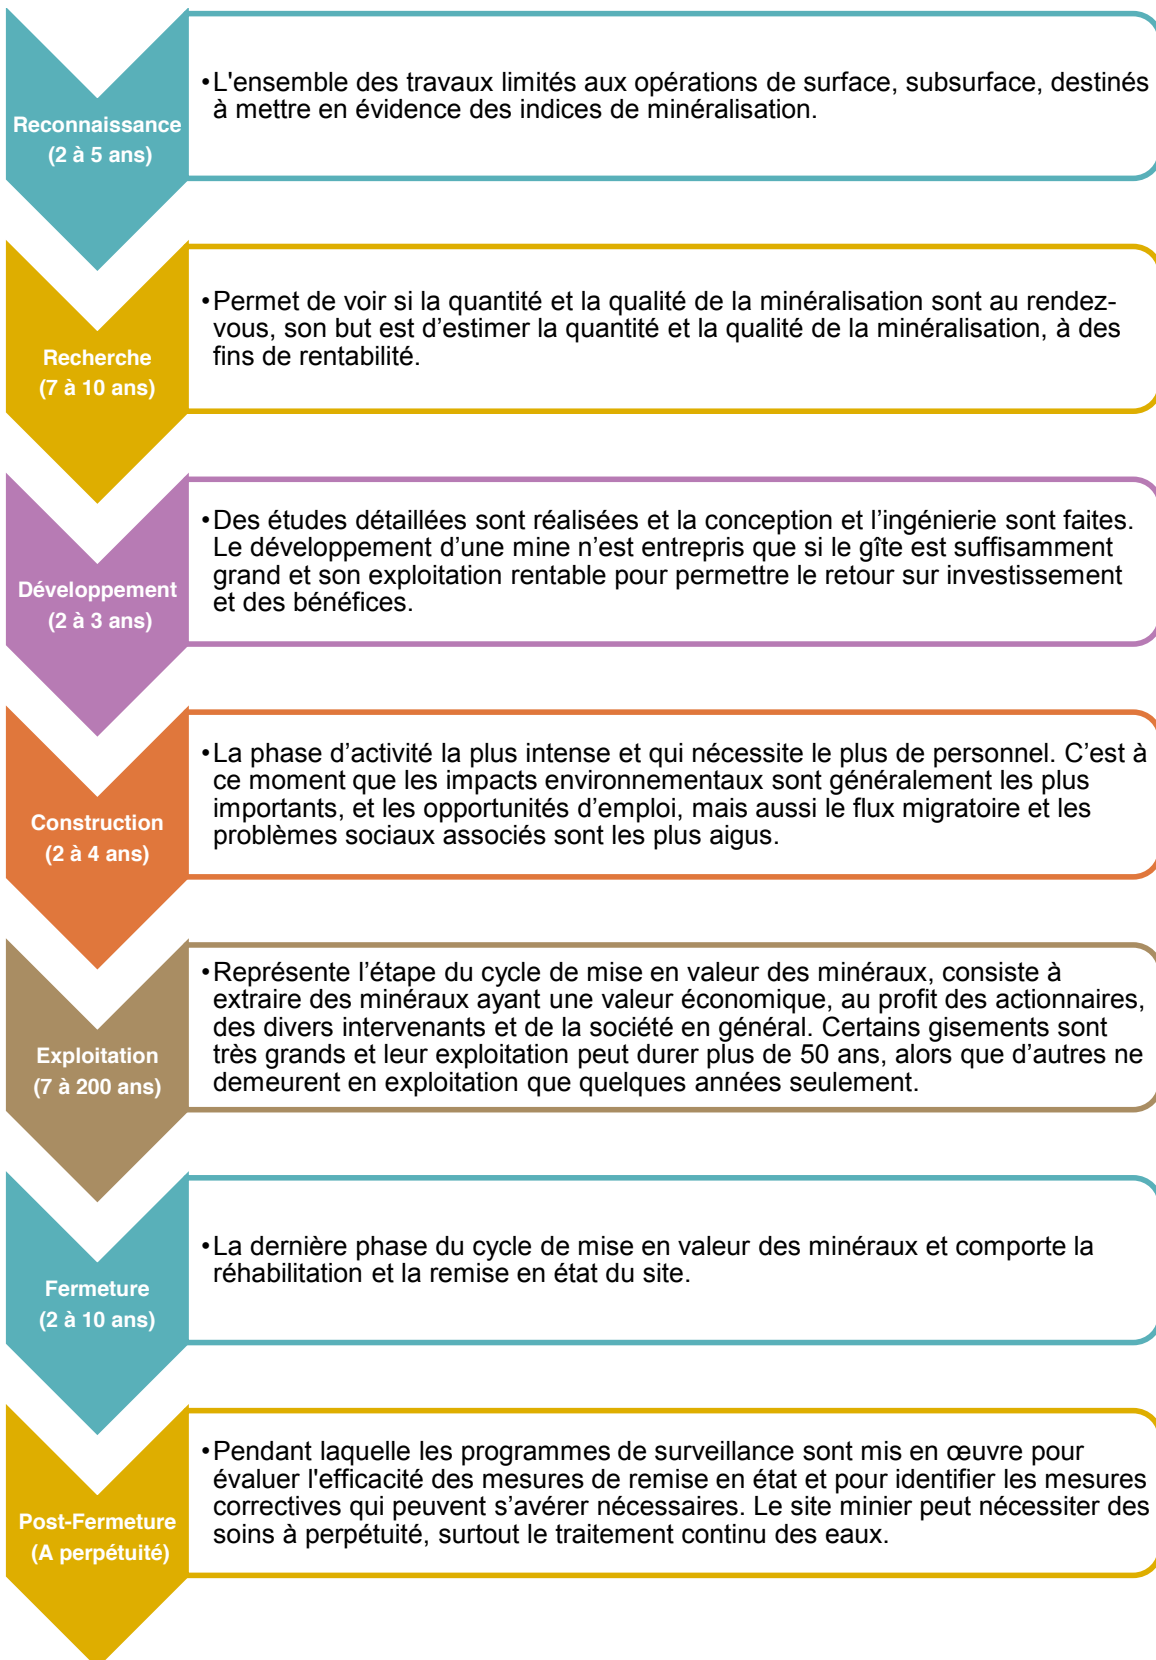 Reconnaissance
(2 à 5 ans)
•L'ensemble des travaux limités aux opérations de surface, subsurface, destinés
à mettre en évidence des indices de minéralisation.
Recherche
(7 à 10 ans)
•Permet de voir si la quantité et la qualité de la minéralisation sont au rendez-
vous, son but est d’estimer la quantité et la qualité de la minéralisation, à des
fins de rentabilité.
Développement
(2 à 3 ans)
•Des études détaillées sont réalisées et la conception et l’ingénierie sont faites.
Le développement d’une mine n’est entrepris que si le gîte est suffisamment
grand et son exploitation rentable pour permettre le retour sur investissement
et des bénéfices.
Construction
(2 à 4 ans)
•La phase d’activité la plus intense et qui nécessite le plus de personnel. C’est à
ce moment que les impacts environnementaux sont généralement les plus
importants, et les opportunités d’emploi, mais aussi le flux migratoire et les
problèmes sociaux associés sont les plus aigus.
Exploitation
(7 à 200 ans)
•Représente l’étape du cycle de mise en valeur des minéraux, consiste à
extraire des minéraux ayant une valeur économique, au profit des actionnaires,
des divers intervenants et de la société en général. Certains gisements sont
très grands et leur exploitation peut durer plus de 50 ans, alors que d’autres ne
demeurent en exploitation que quelques années seulement.
Fermeture
(2 à 10 ans)
•La dernière phase du cycle de mise en valeur des minéraux et comporte la
réhabilitation et la remise en état du site.
Post-Fermeture
(A perpétuité)
•Pendant laquelle les programmes de surveillance sont mis en œuvre pour
évaluer l'efficacité des mesures de remise en état et pour identifier les mesures
correctives qui peuvent s’avérer nécessaires. Le site minier peut nécessiter des
soins à perpétuité, surtout le traitement continu des eaux.